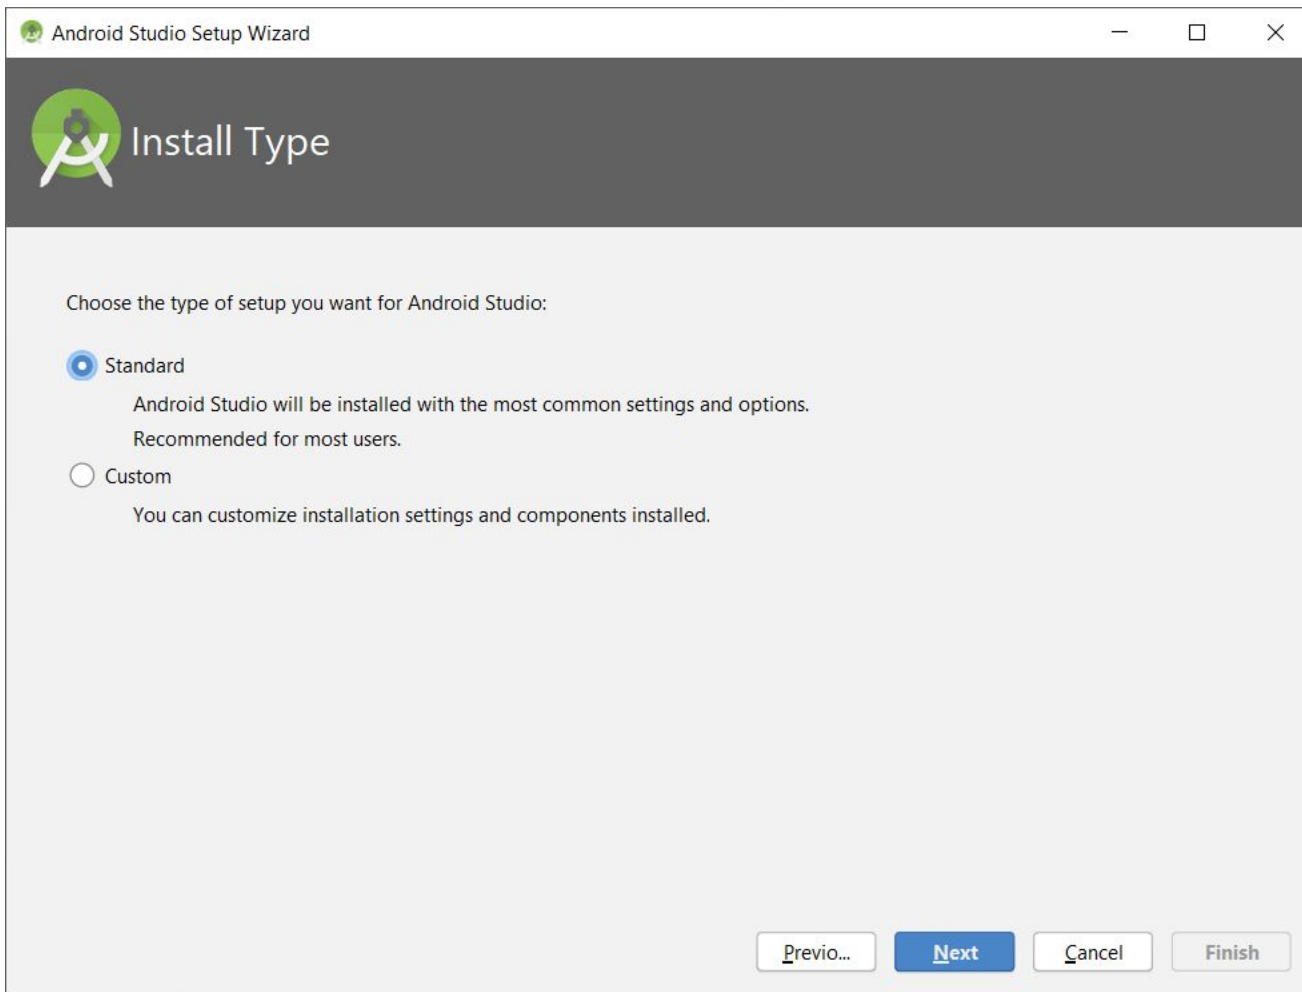 Android Studio Setup Wizard
Install Type
Choose the type of setup you want for Android Studio:
Standard
Android Studio will be installed with the most common settings and options.
Recommended for most users.
Custom
You can customize installation settings and components installed.
Previo... Next Cancel Finish